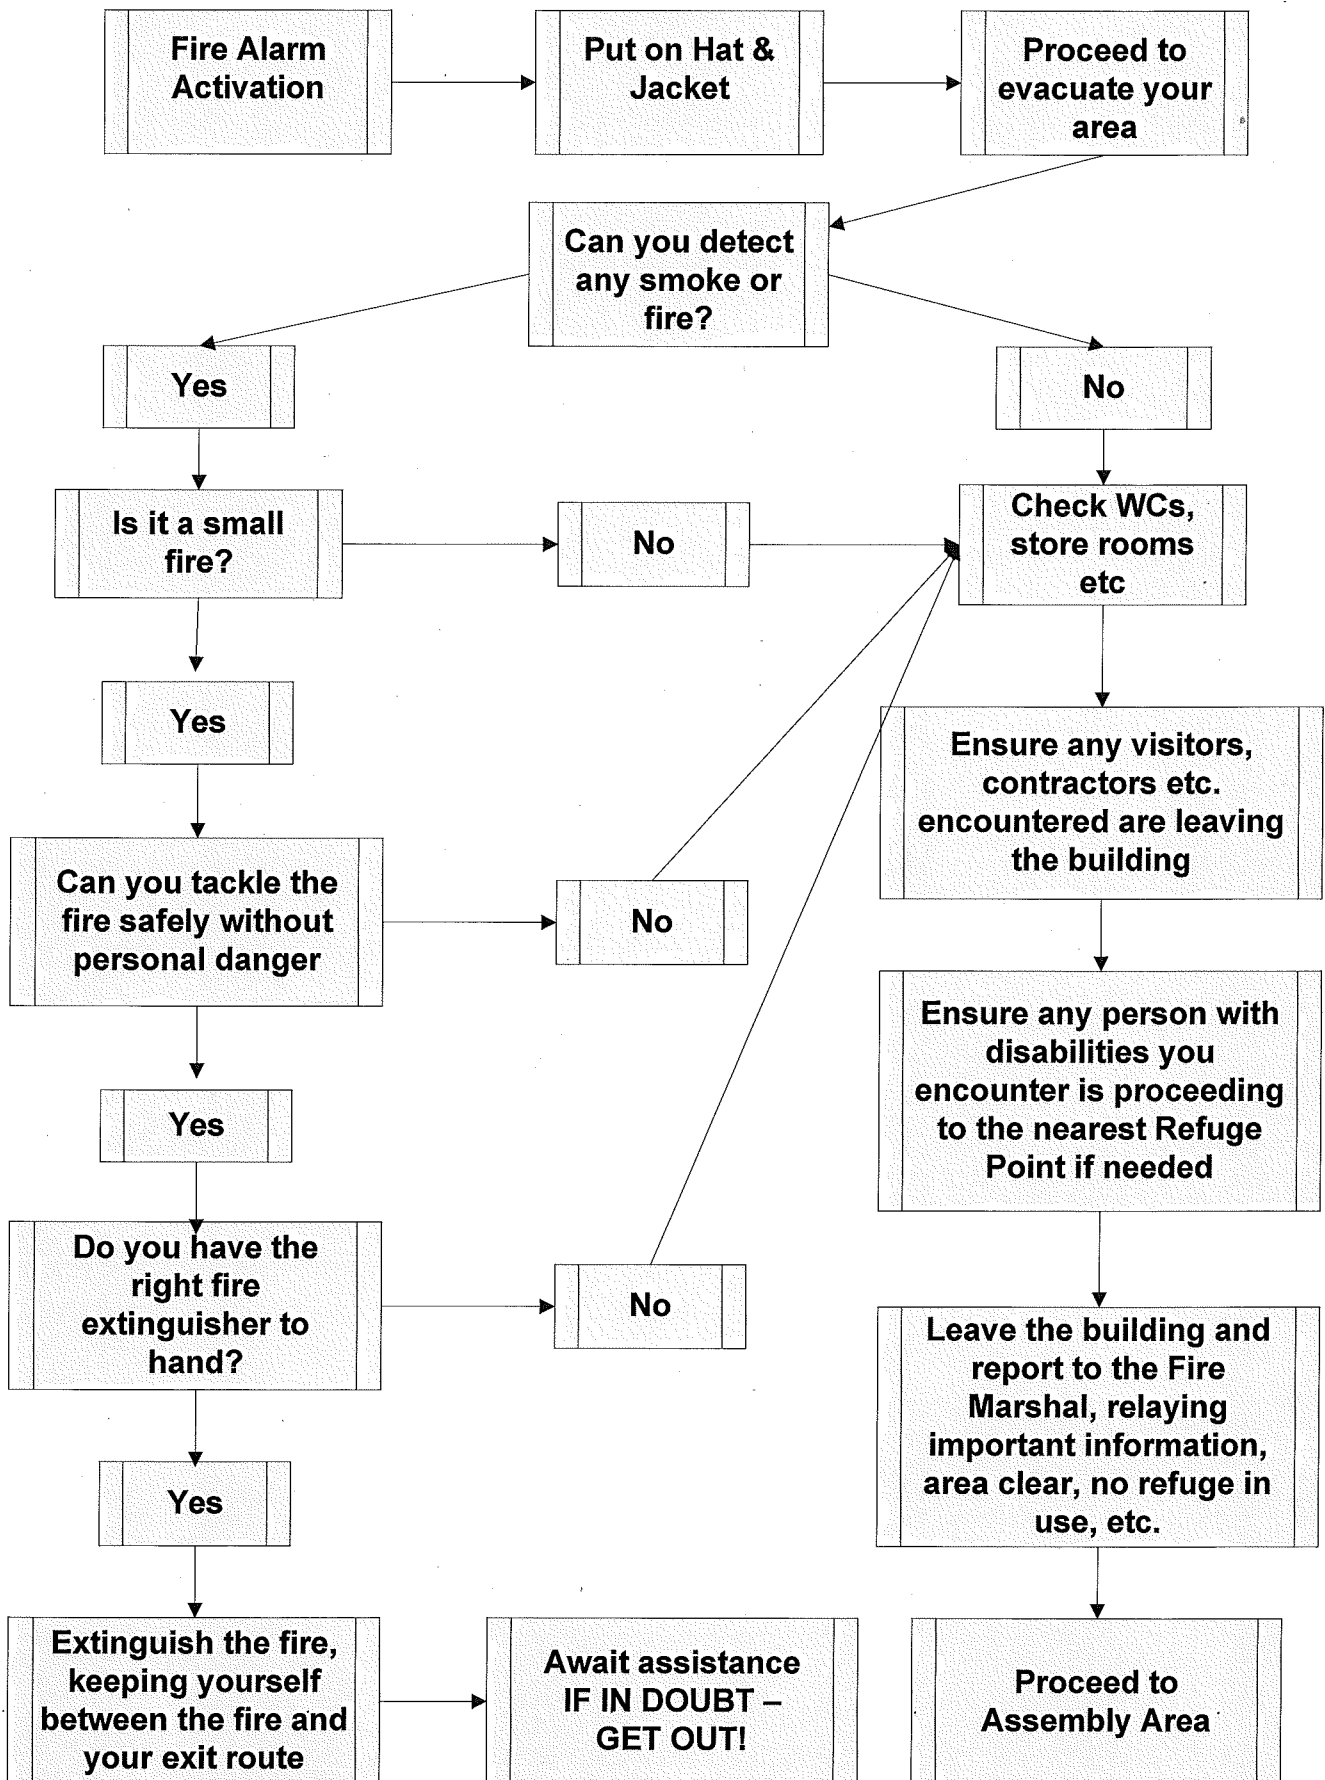 Fire Alarm
Activation
Put on Hat &
Jacket
Proceed to
evacuate your
area
Can you detect
any smoke or
fire?
Yes
No
Is it a small
fire?
No
Check WCs,
store rooms
etc
Yes
Ensure any visitors,
contractors etc.
encountered are leaving
the building
Can you tackle the
fire safely without
personal danger
No
Ensure any person with
disabilities you
encounter is proceeding
to the nearest Refuge
Point if needed
Yes
Do you have the
right fire
extinguisher to
hand?
No
Leave the building and
report to the Fire
Marshal, relaying
important information,
area clear, no refuge in
use, etc.
Yes
Extinguish the fire,
keeping yourself
between the fire and
your exit route
Await assistance
IF IN DOUBT –
GET OUT!
Proceed to
Assembly Area